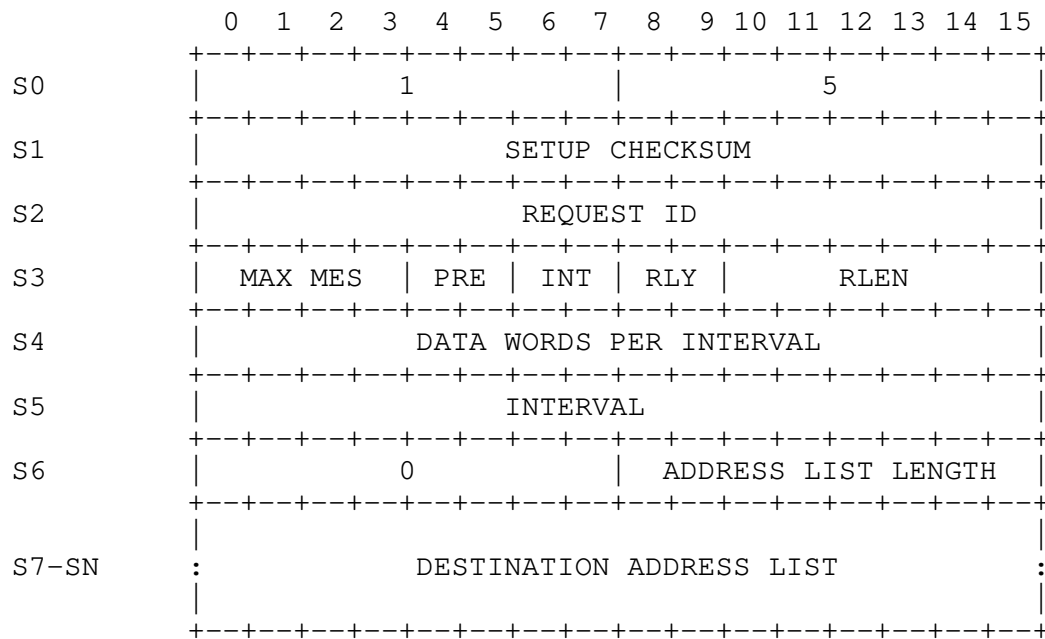 0 1 2 3 4 5 6 7 8 9 10 11 12 13 14 15
+--+--+--+--+--+--+--+--+--+--+--+--+--+--+--+--+
S0 | 1 | 5 |
+--+--+--+--+--+--+--+--+--+--+--+--+--+--+--+--+
S1 | SETUP CHECKSUM |
+--+--+--+--+--+--+--+--+--+--+--+--+--+--+--+--+
S2 | REQUEST ID |
+--+--+--+--+--+--+--+--+--+--+--+--+--+--+--+--+
S3 | MAX MES | PRE | INT | RLY | RLEN |
+--+--+--+--+--+--+--+--+--+--+--+--+--+--+--+--+
S4 | DATA WORDS PER INTERVAL |
+--+--+--+--+--+--+--+--+--+--+--+--+--+--+--+--+
S5 | INTERVAL |
+--+--+--+--+--+--+--+--+--+--+--+--+--+--+--+--+
S6 | 0 | ADDRESS LIST LENGTH |
+--+--+--+--+--+--+--+--+--+--+--+--+--+--+--+--+
| |
S7-SN : DESTINATION ADDRESS LIST :
| |
+--+--+--+--+--+--+--+--+--+--+--+--+--+--+--+--+